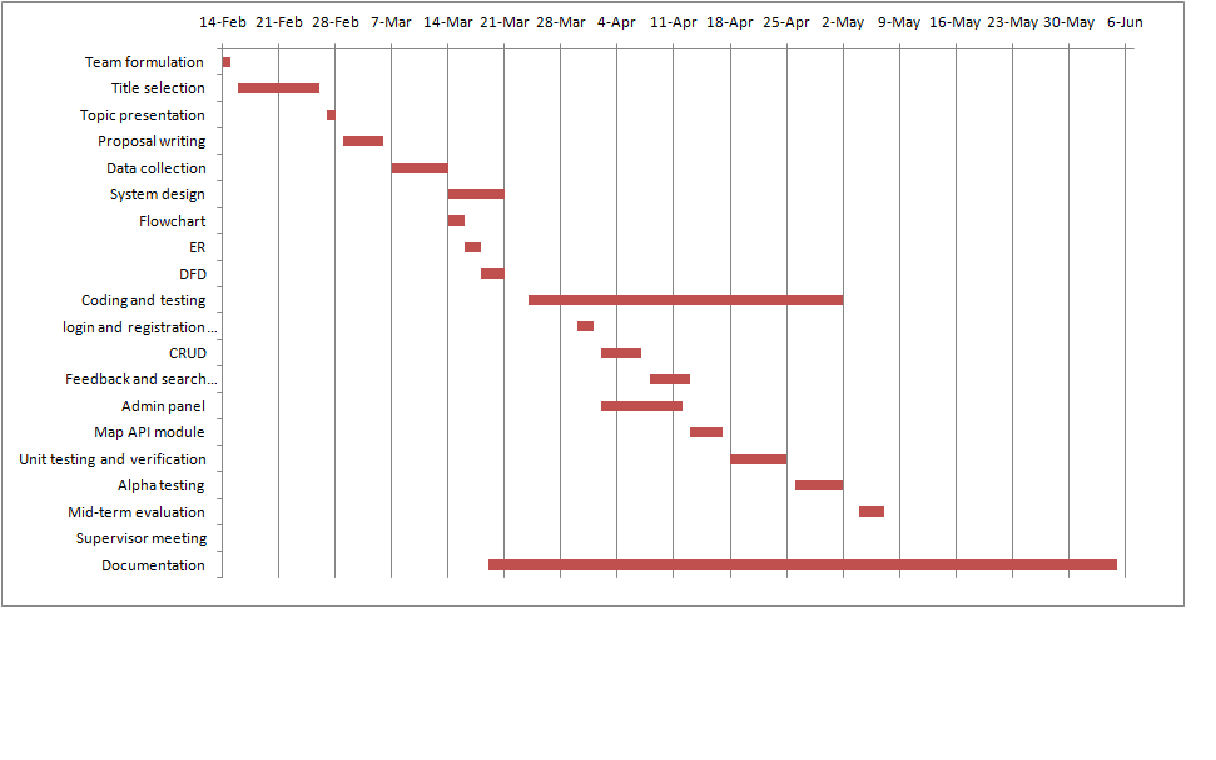 14-Feb 21-Feb 28-Feb 7-Mar 14-Mar 21-Mar 28-Mar 4-Apr 11-Apr 18-Apr 25-Apr 2-May 9-May 16-May 23-May 30-May 6-Jun
Team formulation
Title selection
Topic presentation
Proposal writing
Data collection
System design
Flowchart
ER
DFD
Coding and testing
login and registration ...
CRUD
Feedback and search...
Admin panel
Map API module
Unit testing and verification
Alpha testing
Mid-term evaluation
Supervisor meeting
Documentation